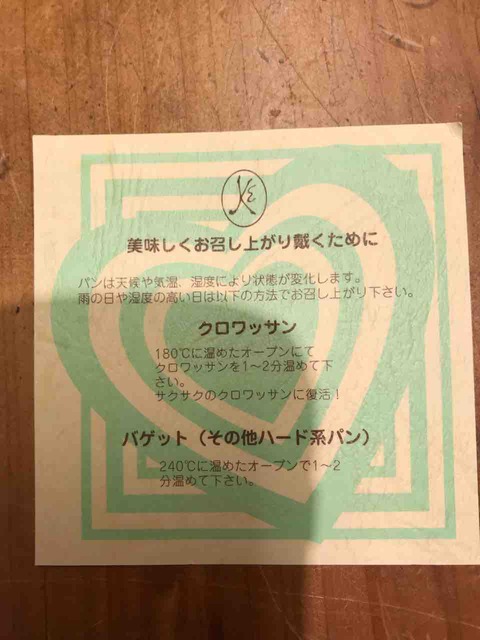 KE
美味しくお召し上がり戴くために
パンは天候や気温、湿度により状態が変化します。
雨の日や湿度の高い日は以下の方法でお召し上がり下さい。
クロワッサン
180℃に温めたオーブンにて
クロワッサンを1〜2分温めて下
さい。
サクサクのクロワッサンに復活！
バゲット（その他ハード系パン）
240℃に温めたオーブンで1〜2
分温めて下さい。